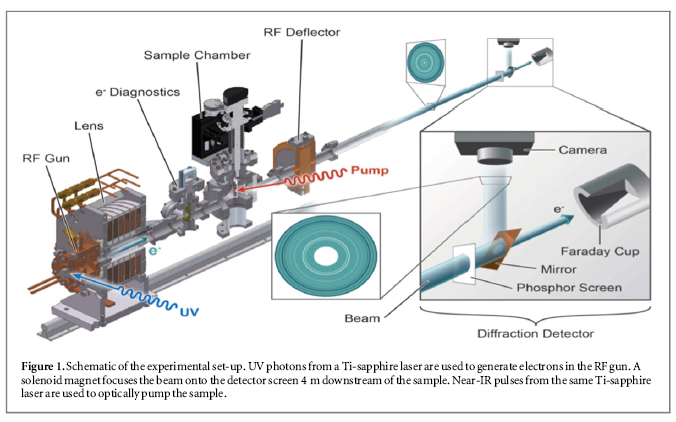 RF Deflector
Sample Chamber
e- Diagnostics
Lens
RF Gun
Pump
e-
UV
Camera
e-
Faraday Cup
Mirror
Phosphor Screen
Beam
Diffraction Detector
Figure 1. Schematic of the experimental set-up. UV photons from a Ti-sapphire laser are used to generate electrons in the RF gun. A
solenoid magnet focuses the beam onto the detector screen 4 m downstream of the sample. Near-IR pulses from the same Ti-sapphire
laser are used to optically pump the sample.